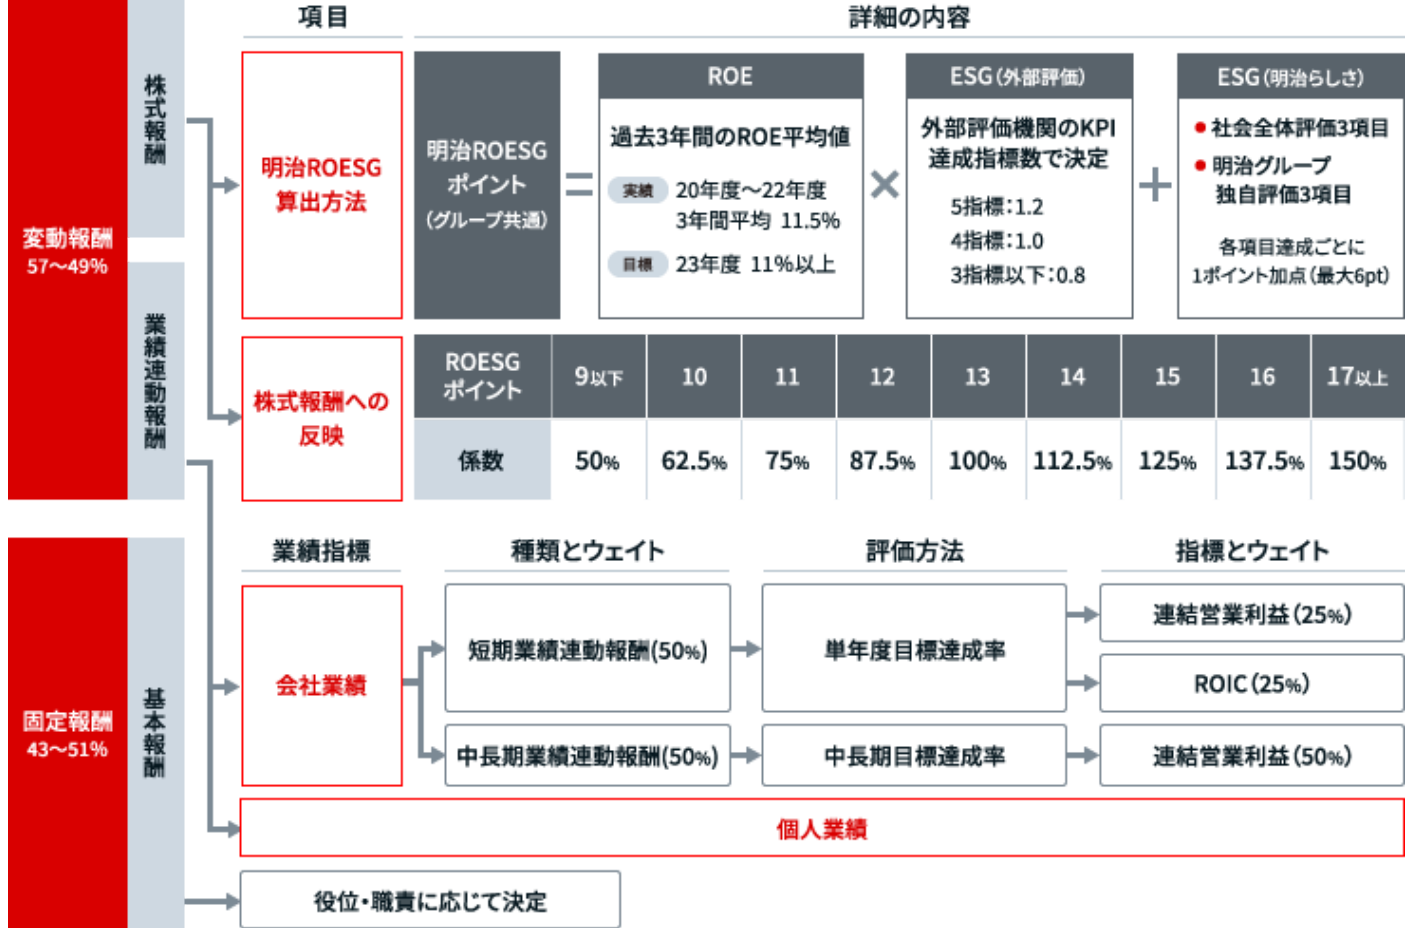 項目
詳細の内容
変動報酬
57～49%
株式報酬
業績連動報酬
明治ROESG
算出方法
明治ROESG
ポイント
（グループ共通）
=
ROE
過去3年間のROE平均値
実績 20年度～22年度
3年間平均 11.5%
目標 23年度 11%以上
×
ESG（外部評価）
外部評価機関のKPI
達成指標数で決定
5指標：1.2
4指標：1.0
3指標以下：0.8
+
ESG（明治らしさ）
● 社会全体評価3項目
● 明治グループ
独自評価3項目
各項目達成ごとに
1ポイント加点（最大6pt）
株式報酬への
反映
ROESG
ポイント
9以下 10 11 12 13 14 15 16 17以上
係数 50% 62.5% 75% 87.5% 100% 112.5% 125% 137.5% 150%
固定報酬
43～51%
基本報酬
業績指標 種類とウェイト 評価方法 指標とウェイト
会社業績
短期業績連動報酬(50%)
単年度目標達成率
連結営業利益（25%）
ROIC（25%）
中長期業績連動報酬(50%)
中長期目標達成率
連結営業利益（50%）
個人業績
役位・職責に応じて決定